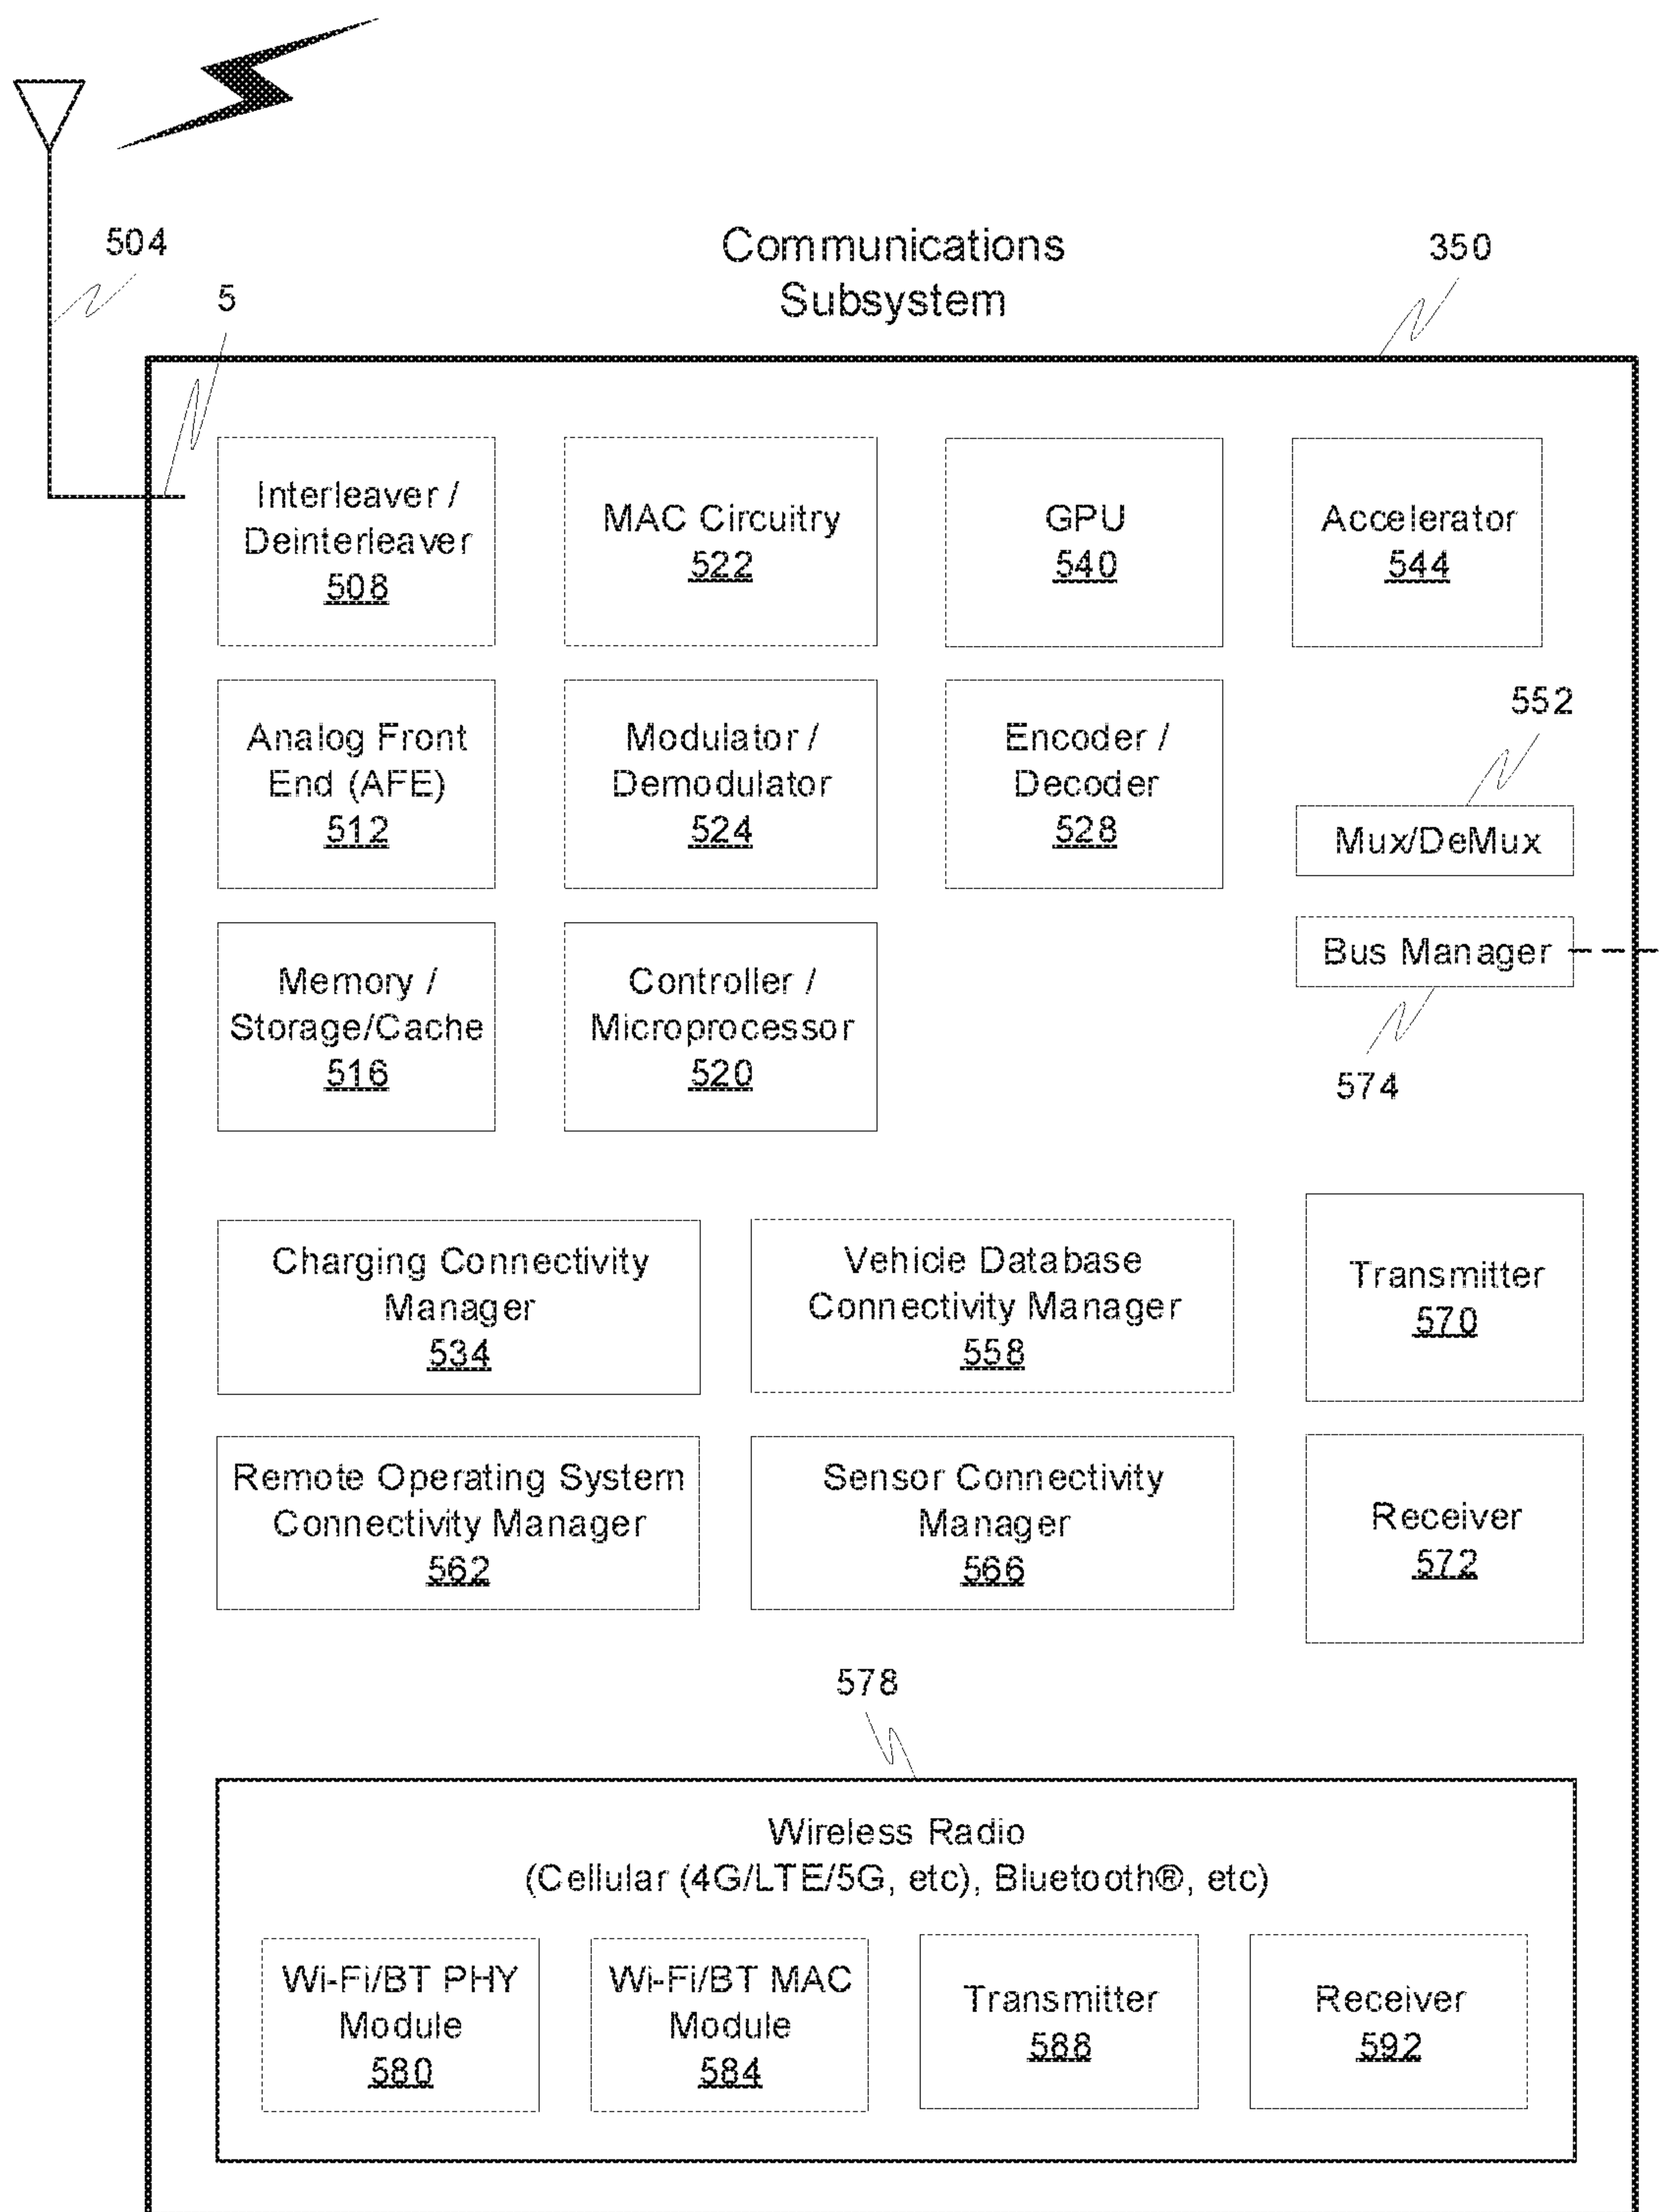 504
5
Communications
Subsystem
350
Interleaver /
Deinterleaver
508
MAC Circuitry
522
GPU
540
Accelerator
544
Analog Front
End (AFE)
512
Modulator /
Demodulator
524
Encoder /
Decoder
528
552
Mux/DeMux
Bus Manager
574
Memory /
Storage/Cache
516
Controller /
Microprocessor
520
Charging Connectivity
Manager
534
Vehicle Database
Connectivity Manager
558
Transmitter
570
Remote Operating System
Connectivity Manager
562
Sensor Connectivity
Manager
566
Receiver
572
578
Wireless Radio
(Cellular (4G/LTE/5G, etc), Bluetooth®, etc)
Wi-Fi/BT PHY
Module
580
Wi-Fi/BT MAC
Module
584
Transmitter
588
Receiver
592